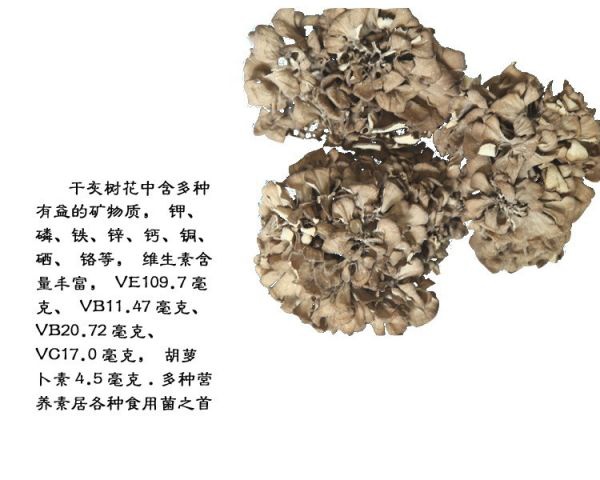 干灰树花中含多种
有益的矿物质， 钾、
磷、铁、锌、钙、铜、
硒、 铬等， 维生素含
量丰富， VE109.7毫
克、 VB11.47毫克、
VB20.72毫克、
VC17.0毫克， 胡萝
卜素4.5毫克.多种营
养素居各种食用菌之首